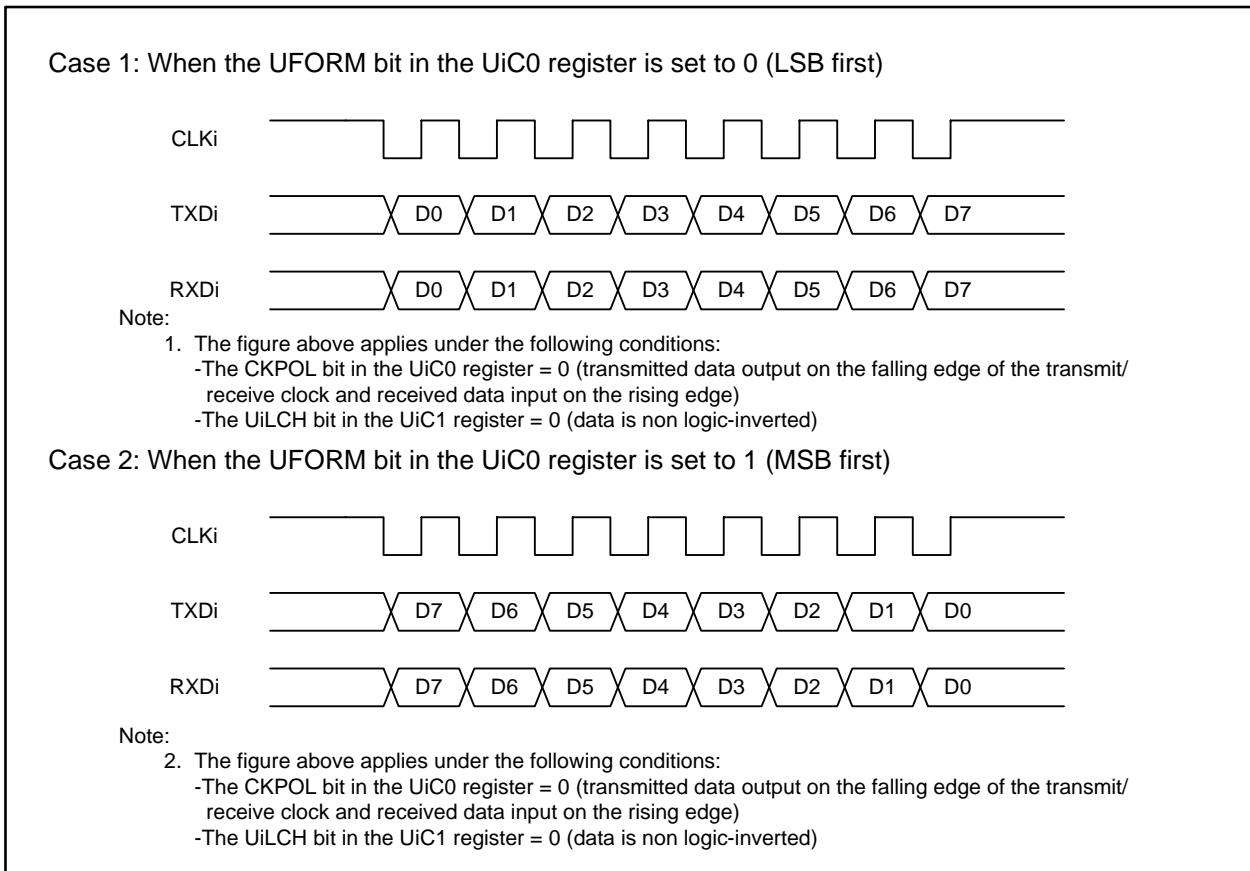 Case 1: When the UFORM bit in the UiC0 register is set to 0 (LSB first)
CLKi
TXDi D0 D1 D2 D3 D4 D5 D6 D7
RXDi D0 D1 D2 D3 D4 D5 D6 D7
Note:
1. The figure above applies under the following conditions:
-The CKPOL bit in the UiC0 register = 0 (transmitted data output on the falling edge of the transmit/
receive clock and received data input on the rising edge)
-The UiLCH bit in the UiC1 register = 0 (data is non logic-inverted)
Case 2: When the UFORM bit in the UiC0 register is set to 1 (MSB first)
CLKi
TXDi D7 D6 D5 D4 D3 D2 D1 D0
RXDi D7 D6 D5 D4 D3 D2 D1 D0
Note:
2. The figure above applies under the following conditions:
-The CKPOL bit in the UiC0 register = 0 (transmitted data output on the falling edge of the transmit/
receive clock and received data input on the rising edge)
-The UiLCH bit in the UiC1 register = 0 (data is non logic-inverted)